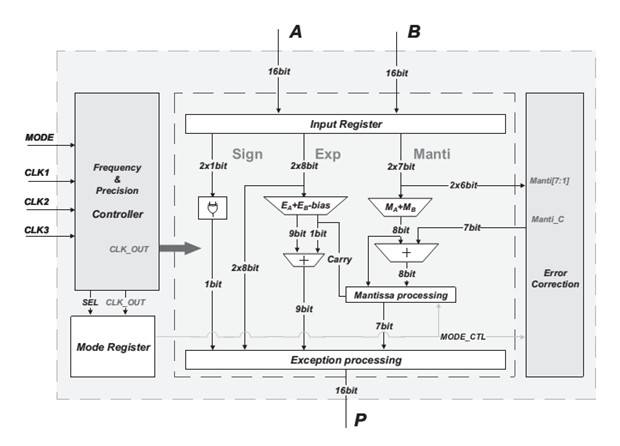 A
B
16bit
16bit
Input Register
MODE
CLK1
CLK2
CLK3
Frequency
&
Precision
Controller
CLK_OUT
Sign
Exp
Manti
2x1bit
2x8bit
2x7bit
2x6bit
Manti[7:1]
EA+EB-bias
MA+MB
9bit
1bit
8bit
7bit
Manti_C
+
Carry
+
2x8bit
8bit
1bit
Mantissa processing
Error
Correction
SEL
CLK_OUT
9bit
7bit
Mode Register
MODE_CTL
Exception processing
16bit
P